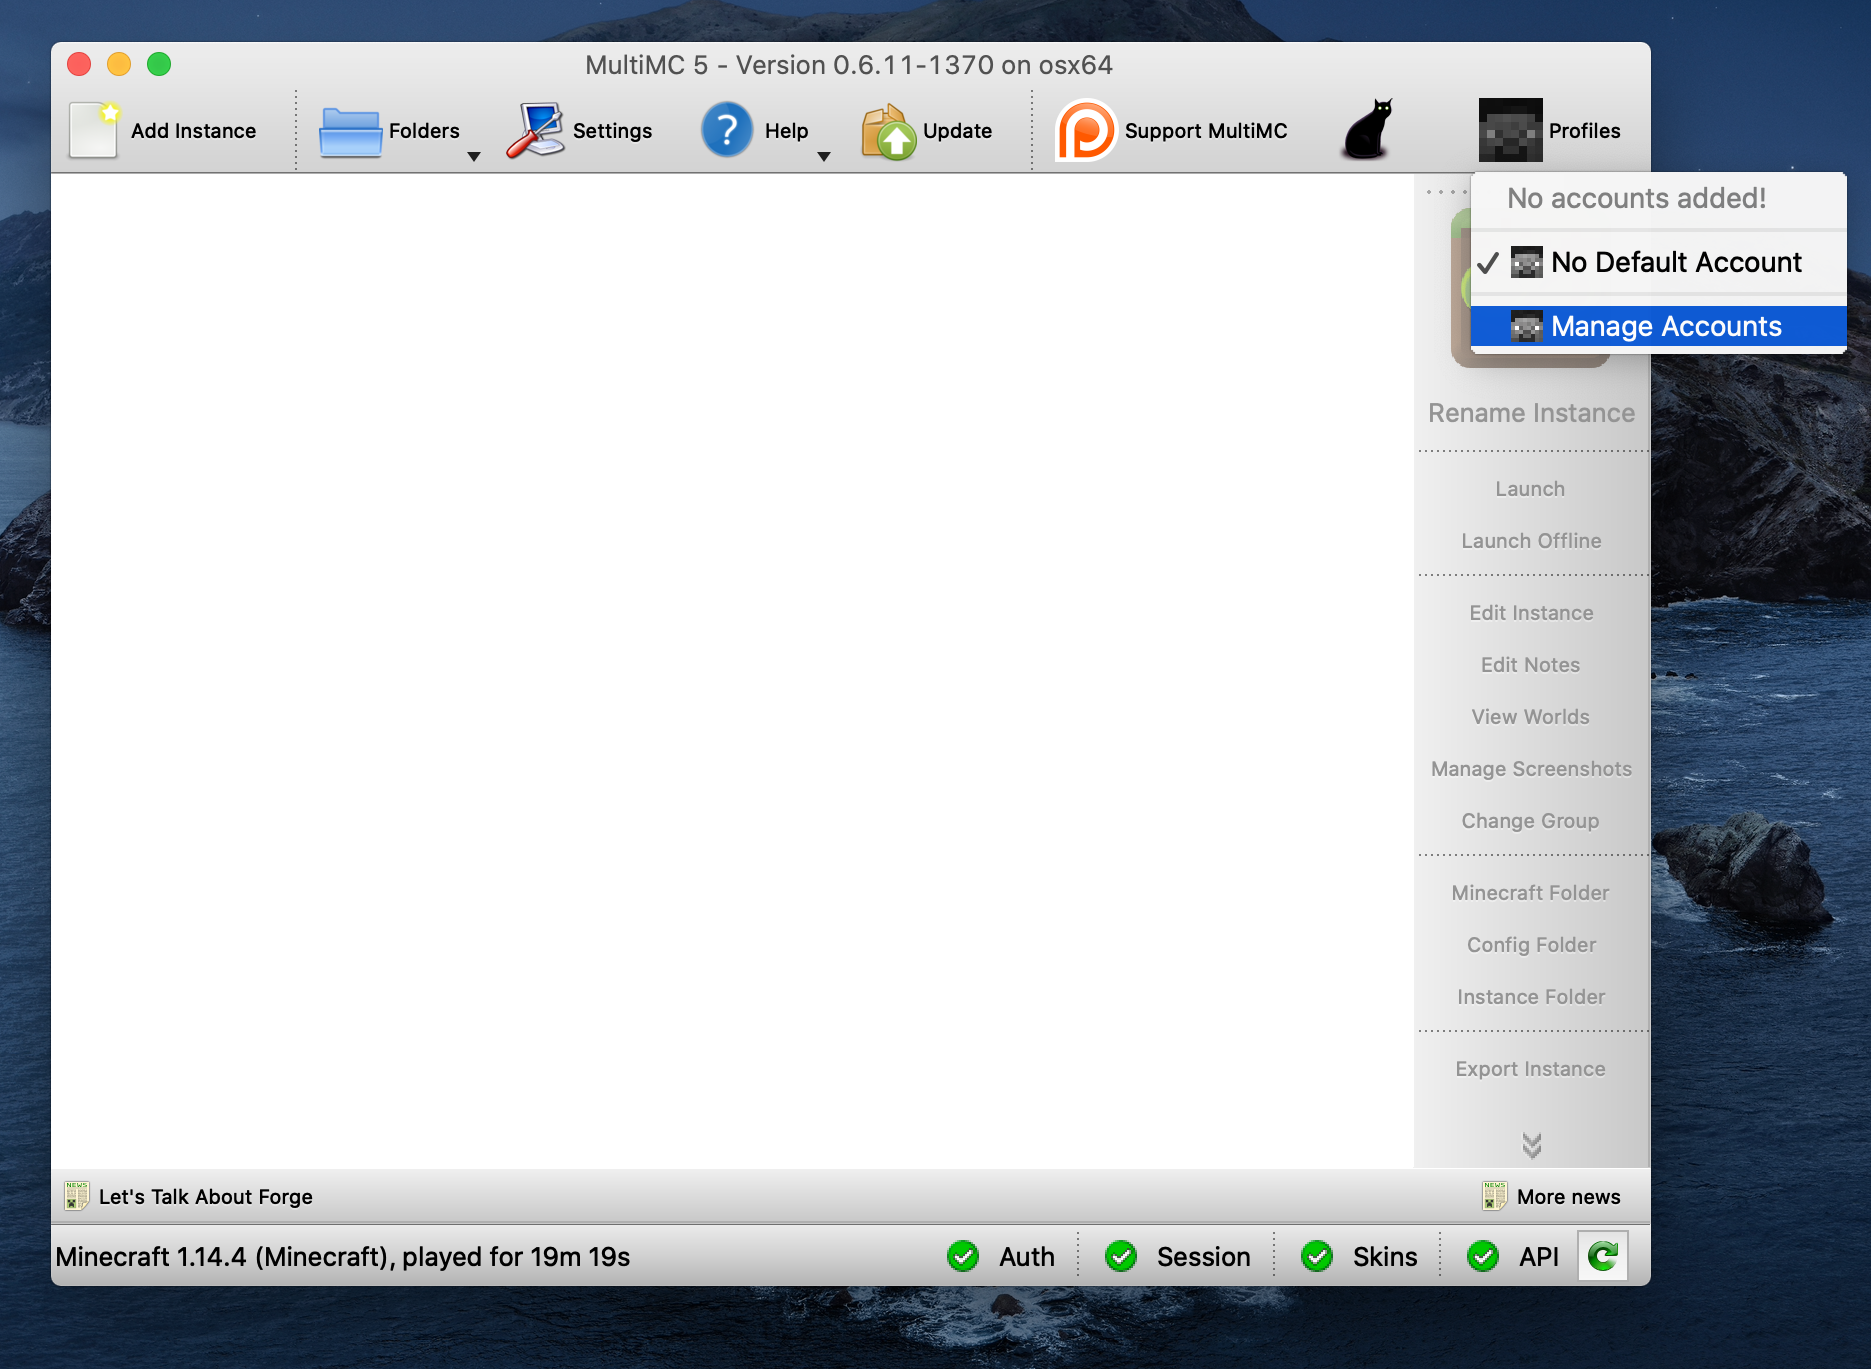 MultiMC 5 - Version 0.6.11-1370 on osx64
Add Instance
Folders
Settings
?
Help
Update
Support MultiMC
Profiles
No accounts added!
No Default Account
Manage Accounts
Rename Instance
Launch
Launch Offline
Edit Instance
Edit Notes
View Worlds
Manage Screenshots
Change Group
Minecraft Folder
Config Folder
Instance Folder
Export Instance
NEWS
Let's Talk About Forge
NEWS
More news
Minecraft 1.14.4 (Minecraft), played for 19m 19s
Auth
Session
Skins
API